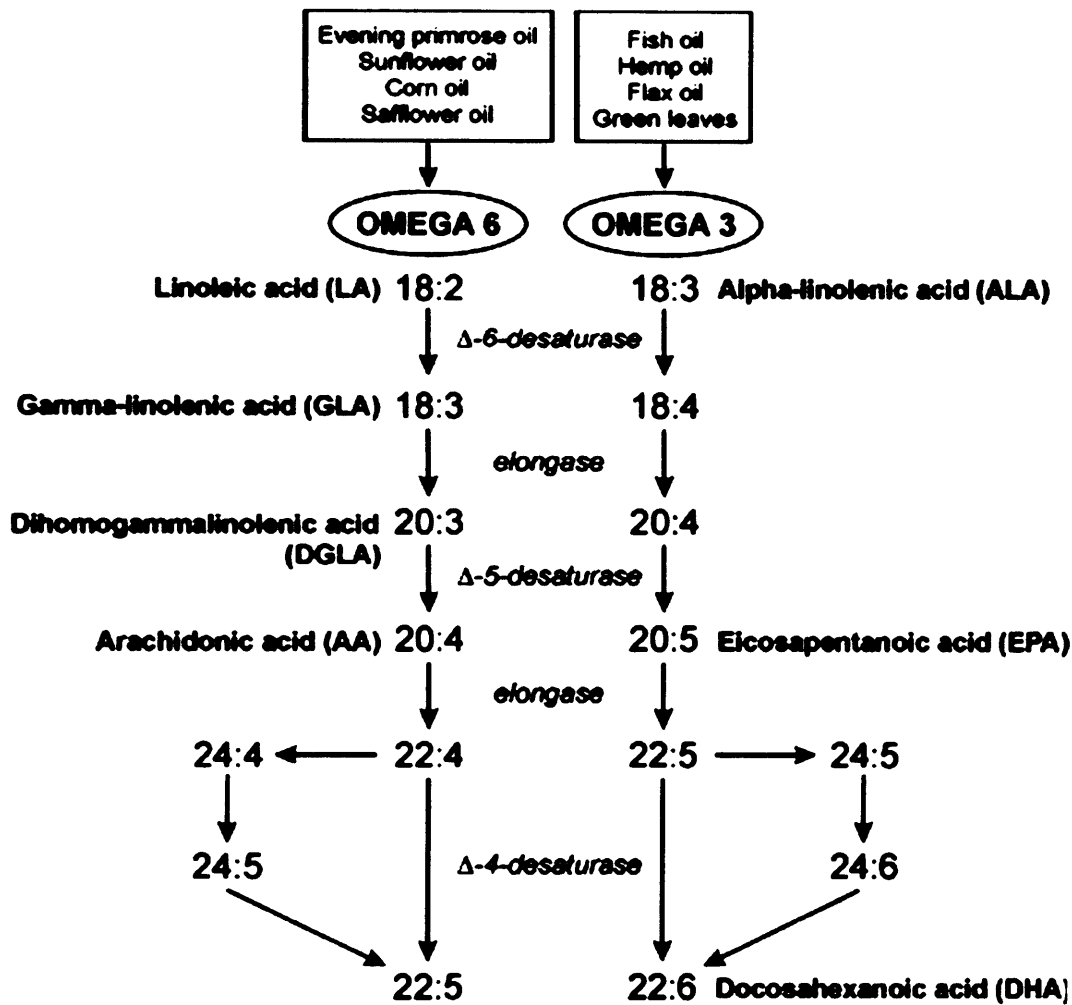 Evening primrose oil
Sunflower oil
Corn oil
Safflower oil
Fish oil
Hemp oil
Flax oil
Green leaves
OMEGA 6
OMEGA 3
Linoleic acid (LA) 18:2
18:3 Alpha-linolenic acid (ALA)
Δ-6-desaturase
Gamma-linolenic acid (GLA) 18:3
18:4
elongase
Dihomogammalinolenic acid 20:3
(DGLA)
20:4
Δ-5-desaturase
Arachidonic acid (AA) 20:4
20:5 Eicosapentanoic acid (EPA)
elongase
24:4
22:4
22:5
24:5
24:5
Δ-4-desaturase
24:6
22:5
22:6 Docosahexanoic acid (DHA)